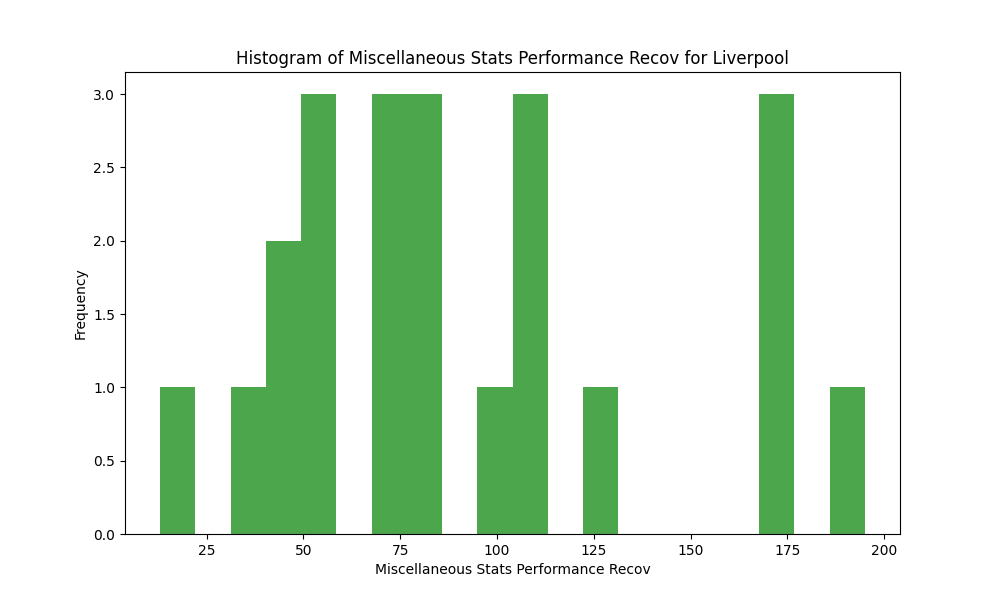 Histogram of Miscellaneous Stats Performance Recov for Liverpool
3.0
2.5
2.0
1.5
1.0
0.5
0.0
Frequency
25 50 75 100 125 150 175 200
Miscellaneous Stats Performance Recov